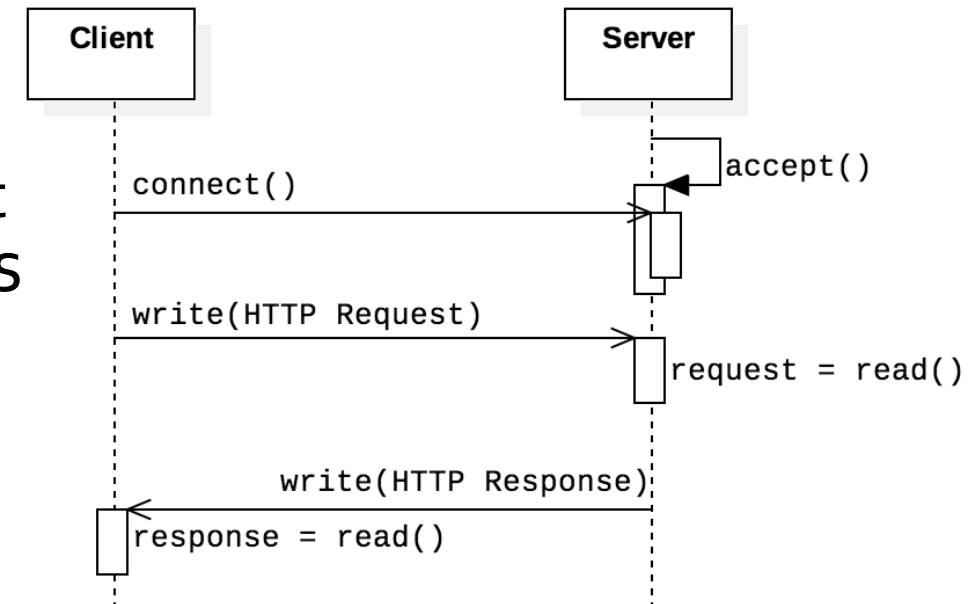 Client
Server
accept()
connect()
s
write(HTTP Request)
request = read()
write(HTTP Response)
response = read()